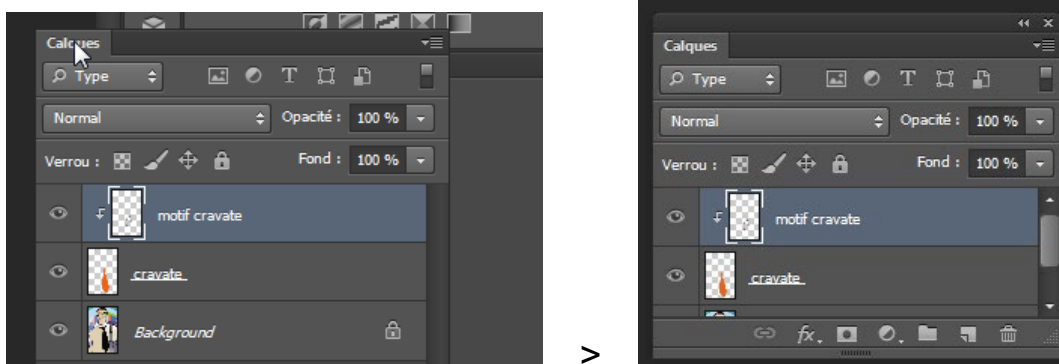 Calques
Type
Normal Opacité : 100 %
Verrou : Fond : 100 %
motif cravate
cravate
Background
>
Calques
Type
Normal Opacité : 100 %
Verrou : Fond : 100 %
motif cravate
cravate
fx.